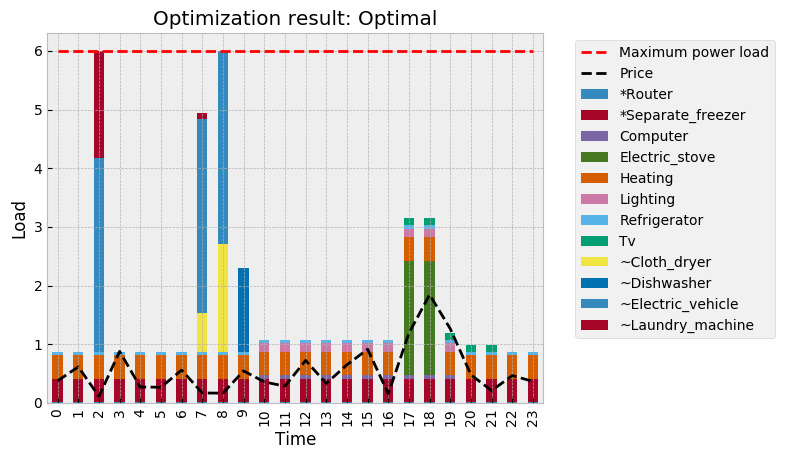 Optimization result: Optimal
Load
6
5
4
3
2
1
0
0 1 2 3 4 5 6 7 8 9 10 11 12 13 14 15 16 17 18 19 20 21 22 23
Time
Maximum power load
Price
*Router
*Separate_freezer
Computer
Electric_stove
Heating
Lighting
Refrigerator
Tv
~Cloth_dryer
~Dishwasher
~Electric_vehicle
~Laundry_machine